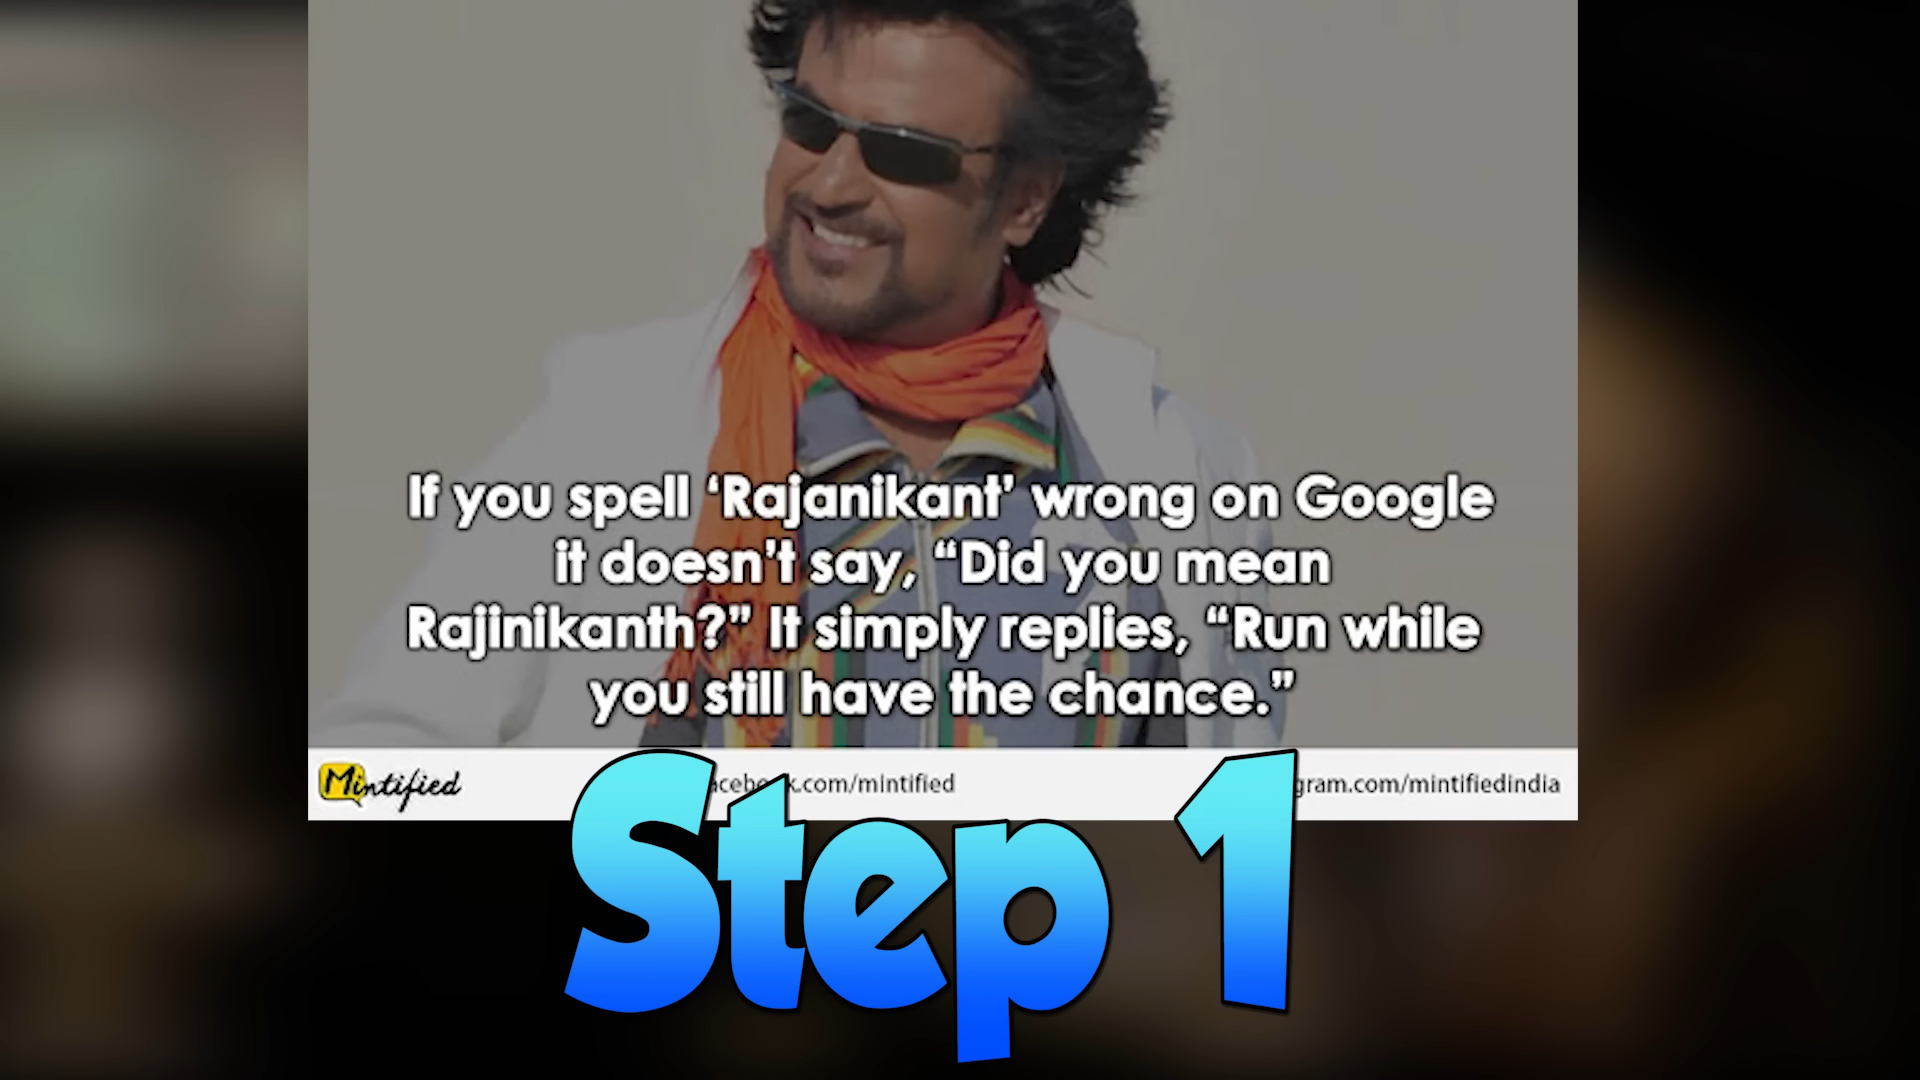 If you spell ‘Rajanikant’ wrong on Google
it doesn’t say, “Did you mean
Rajinikanth?” It simply replies, “Run while
you still have the chance.”
Mintified
acebook.com/mintified
gram.com/mintifiedindia
Step 1